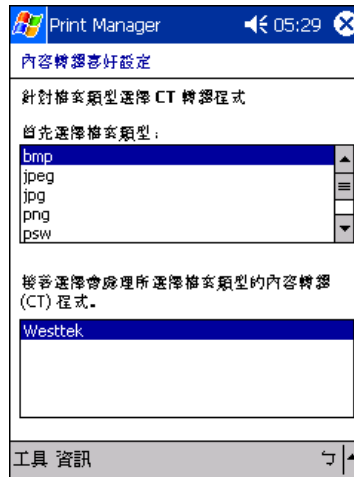 Print Manager 05:29
內容轉譯喜好設定
針對檔案類型選擇 CT 轉譯程式
首先選擇檔案類型:
bmp
jpeg
jpg
png
psw
接著選擇會處理所選擇檔案類型的內容轉譯
(CT) 程式。
Westtek
工具 資訊 ㄅ